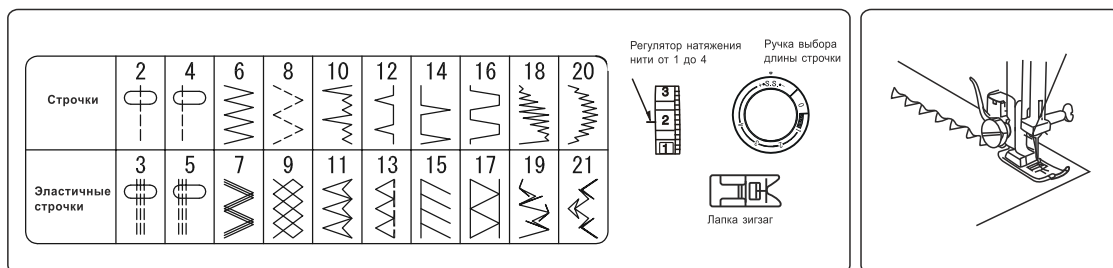 Строчки
2 4 6 8 10 12 14 16 18 20
Эластичные
строчки
3 5 7 9 11 13 15 17 19 21
Регулятор натяжения
нити от 1 до 4
3
2
1
Ручка выбора
длины строчки
S.S.
0
Лапка зигзаг